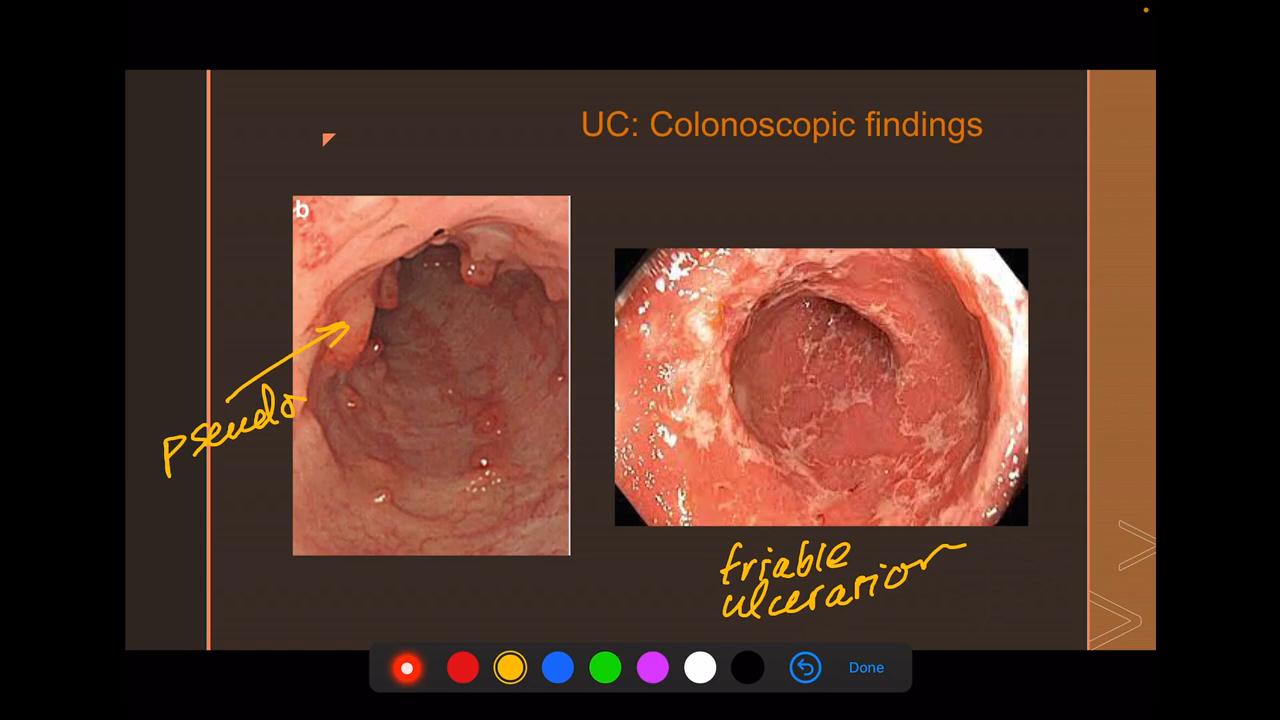 UC: Colonoscopic findings
b
pseudo
friable
ulceration
Done